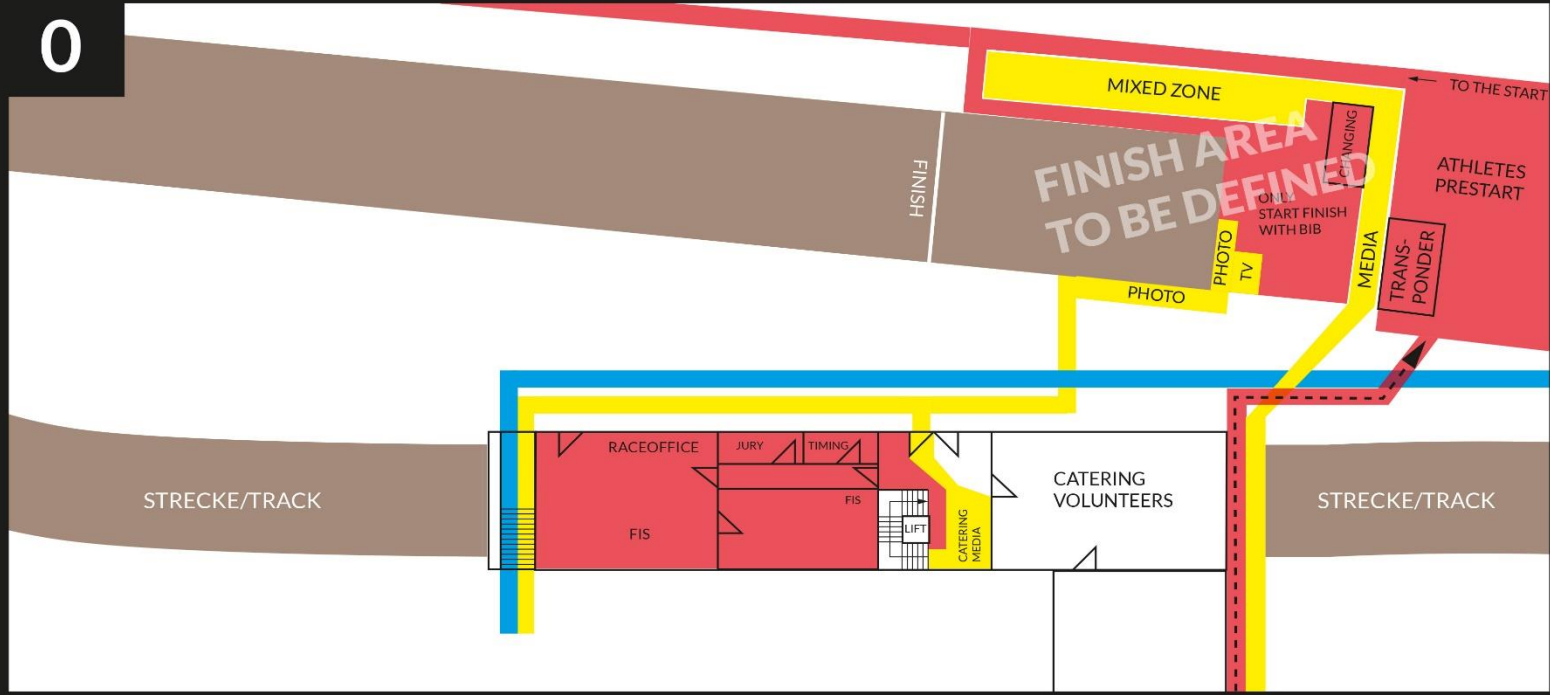 0
MIXED ZONE
TO THE START
CHANGING
ATHLETES
PRESTART
FINISH AREA
TO BE DEFINED
FINISH
ONLY
START FINISH
WITH BIB
PHOTO
TV
PHOTO
MEDIA
TRANS-
PONDER
RACEOFFICE
JURY
TIMING
FIS
FIS
LIFT
CATERING
MEDIA
CATERING
VOLUNTEERS
STRECKE/TRACK
STRECKE/TRACK